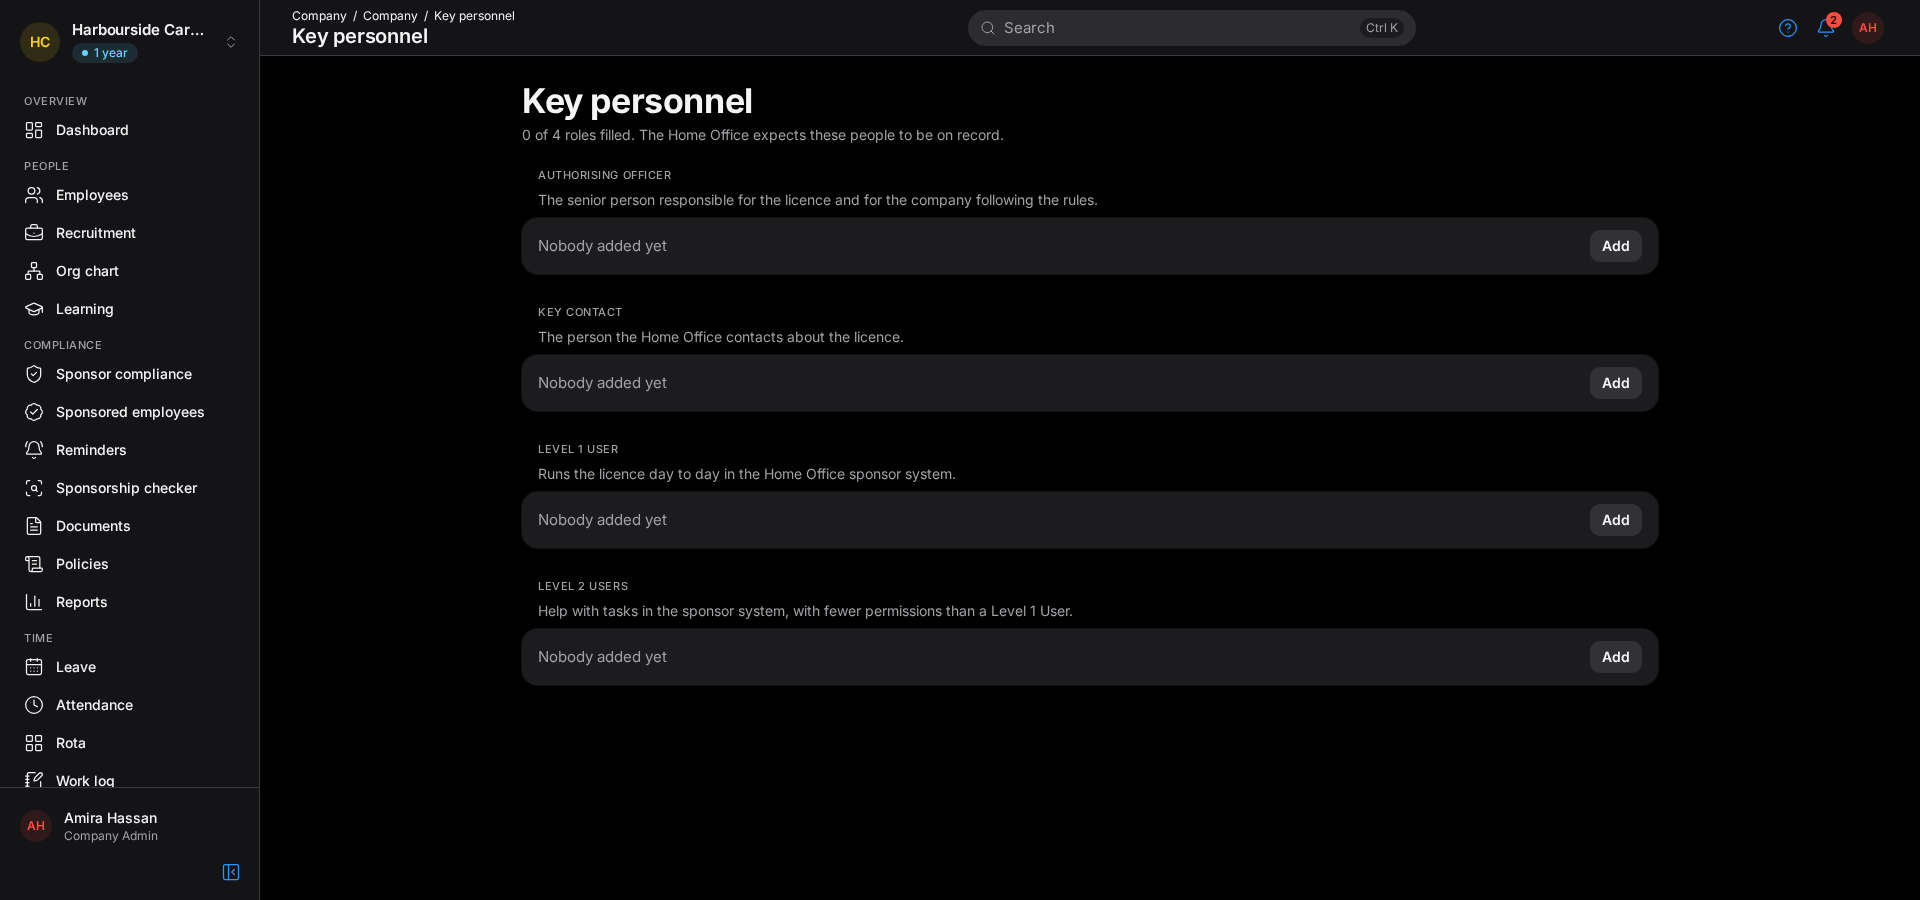 HC
Harbourside Car...
1 year
OVERVIEW
Dashboard
PEOPLE
Employees
Recruitment
Org chart
Learning
COMPLIANCE
Sponsor compliance
Sponsored employees
Reminders
Sponsorship checker
Documents
Policies
Reports
TIME
Leave
Attendance
Rota
Work log
AH
Amira Hassan
Company Admin
Company / Company / Key personnel
Key personnel
Search
Ctrl K
2
AH
Key personnel
0 of 4 roles filled. The Home Office expects these people to be on record.
AUTHORISING OFFICER
The senior person responsible for the licence and for the company following the rules.
Nobody added yet
Add
KEY CONTACT
The person the Home Office contacts about the licence.
Nobody added yet
Add
LEVEL 1 USER
Runs the licence day to day in the Home Office sponsor system.
Nobody added yet
Add
LEVEL 2 USERS
Help with tasks in the sponsor system, with fewer permissions than a Level 1 User.
Nobody added yet
Add